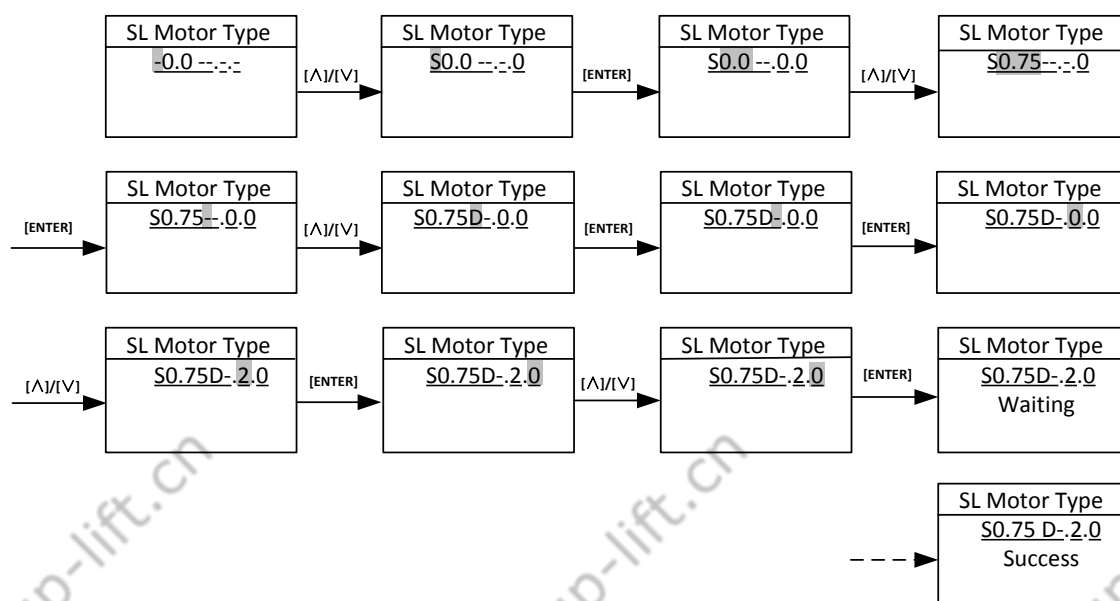 SL Motor Type
-0.0 --.-.-
[Λ]/[V]
SL Motor Type
S0.0 --.-.0
[ENTER]
SL Motor Type
S0.0 --.0.0
[Λ]/[V]
SL Motor Type
S0.75--.-.0
[ENTER]
SL Motor Type
S0.75--.0.0
[Λ]/[V]
SL Motor Type
S0.75D-.0.0
[ENTER]
SL Motor Type
S0.75D-.0.0
[ENTER]
SL Motor Type
S0.75D-.0.0
[Λ]/[V]
SL Motor Type
S0.75D-.2.0
[ENTER]
SL Motor Type
S0.75D-.2.0
[Λ]/[V]
SL Motor Type
S0.75D-.2.0
[ENTER]
SL Motor Type
S0.75D-.2.0
Waiting
SL Motor Type
S0.75 D-.2.0
Success
p-lift.cn
p-lift.cn